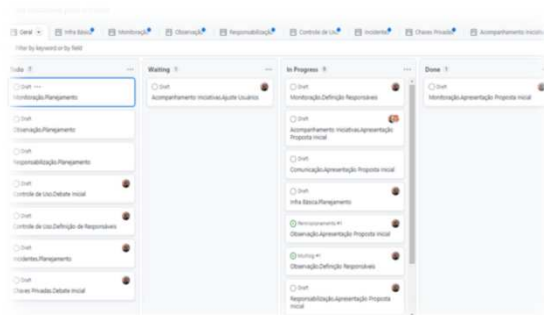 Geral
Infra Básica
Monitoração
Observação
Responsabilização
Controle de Uso
Incidentes
Chaves Privadas
Acompanhamento Iniciati
Filter by keyword or by field
Todo
Draft
Monitoração.Planejamento
Draft
Observação.Planejamento
Draft
Responsabilização.Planejamento
Draft
Controle de Uso.Debate Inicial
Draft
Controle de Uso.Definição de Responsáveis
Draft
Incidentes.Planejamento
Draft
Chaves Privadas.Debate Inicial
Waiting
Draft
Acompanhamento Iniciativas.Ajuste Usuários
In Progress
Draft
Monitoração.Definição Responsáveis
Draft
Acompanhamento Iniciativas.Apresentação
Proposta Inicial
Draft
Comunicação.Apresentação Proposta Inicial
Draft
Infra Básica.Planejamento
#1
Observação.Apresentação Proposta Inicial
#1
Observação.Definição Responsáveis
Draft
Responsabilização.Apresentação Proposta
Inicial
Done
Draft
Monitoração.Apresentação Proposta Inicial